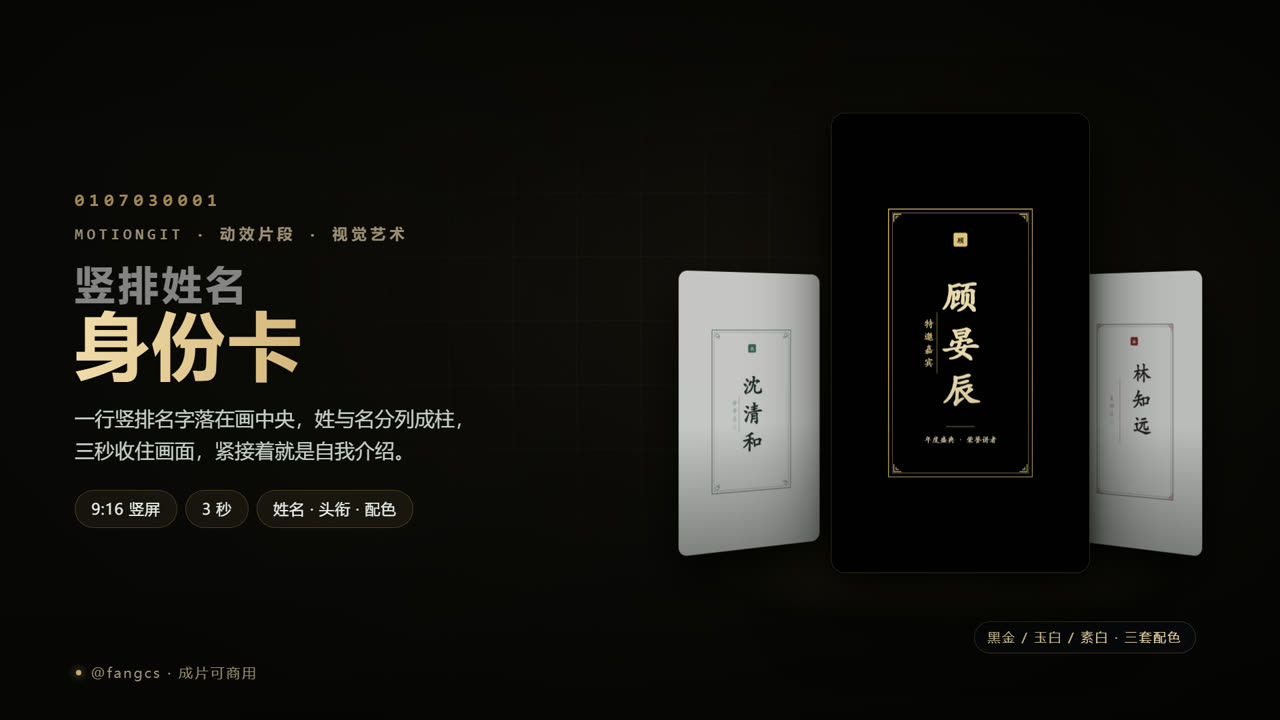 0107030001
MOTIONGIT · 动效片段 · 视觉艺术
竖排姓名
身份卡
一行竖排名字落在画中央，姓与名分列成柱，
三秒收住画面，紧接着就是自我介绍。
9:16 竖屏
3 秒
姓名 · 头衔 · 配色
@fangcs · 成片可商用
沈清和
顾
顾晏辰
特邀嘉宾
年度盛典 · 荣誉讲者
林知远
黑金 / 玉白 / 素白 · 三套配色